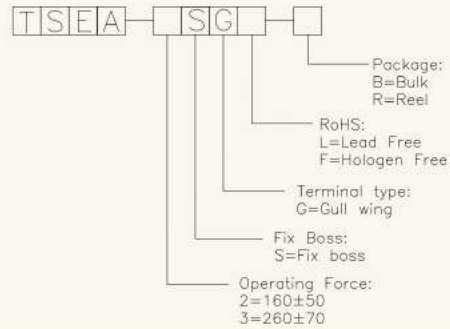 TSEA-□SG□-□
Package:
B=Bulk
R=Reel
RoHS:
L=Lead Free
F=Hologen Free
Terminal type:
G=Gull wing
Fix Boss:
S=Fix boss
Operating Force:
2=160±50
3=260±70